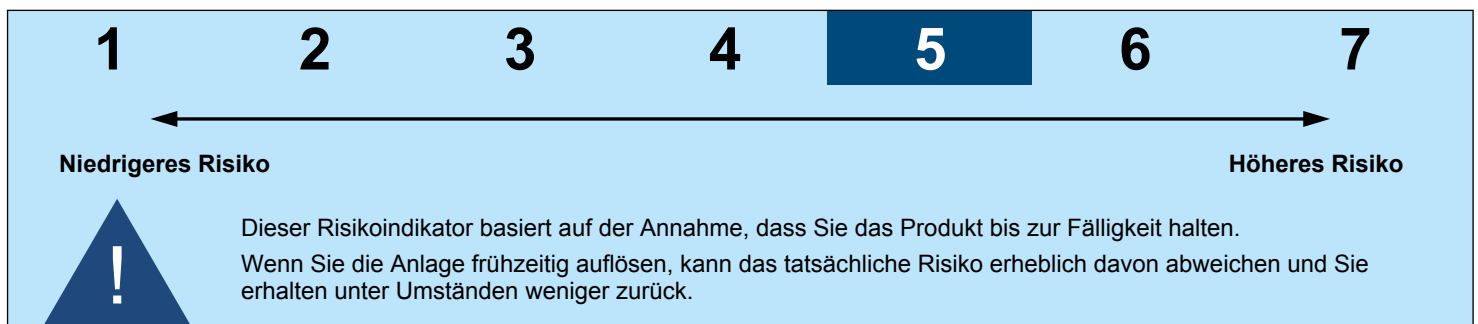 1 2 3 4 5 6 7
Niedrigeres Risiko Höheres Risiko
!
Dieser Risikoindikator basiert auf der Annahme, dass Sie das Produkt bis zur Fälligkeit halten.
Wenn Sie die Anlage frühzeitig auflösen, kann das tatsächliche Risiko erheblich davon abweichen und Sie
erhalten unter Umständen weniger zurück.